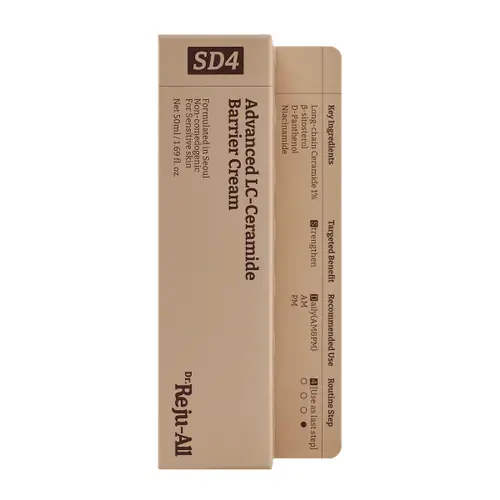 SD4
Advanced LC-Ceramide
Barrier Cream
Formulated in Seoul
Non-comedogenic
For Sensitive skin
Net 50ml / 1.69 fl oz.
Dr.
Reju-All
Key Ingredients
Long-chain Ceramide 1%
β-sitosterol
D-Panthenol
Niacinamide
Targeted Benefit
Strengthen
Recommended Use
Daily(AM&PM)
AM
PM
Routine Step
4[Use as last step]